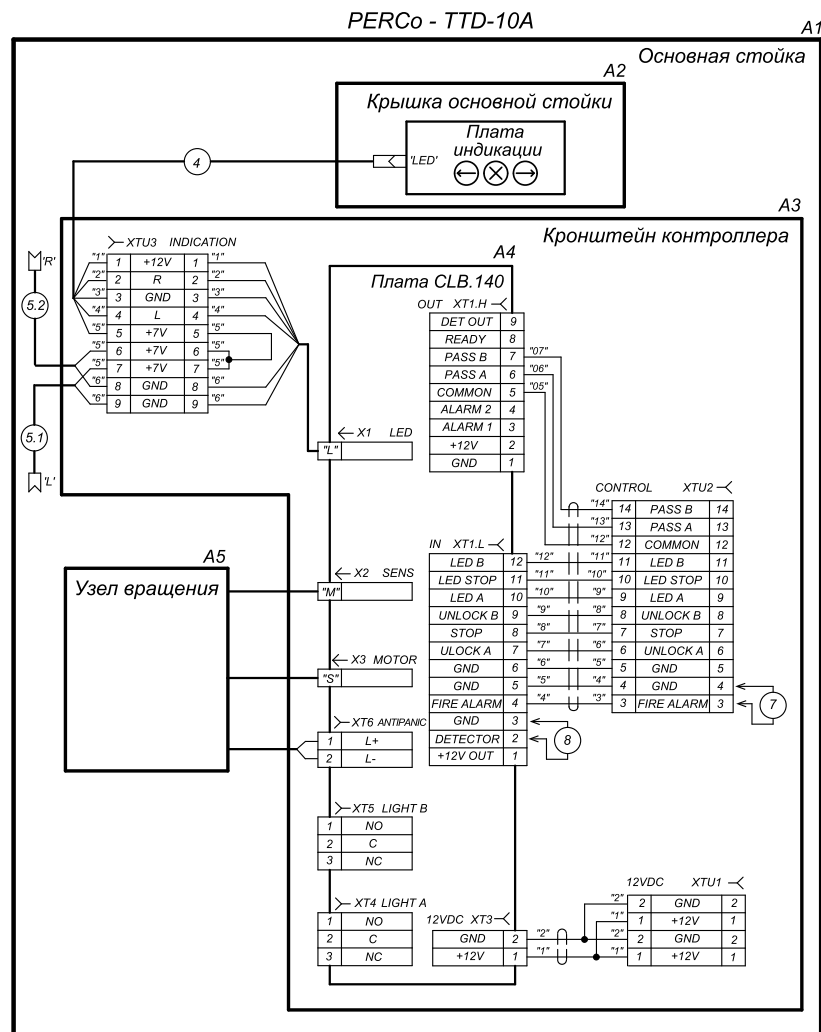 PERCo - TTD-10A
A1
Основная стойка
A2
Крышка основной стойки
Плата
индикации
'LED'
4
A3
Кронштейн контроллера
XTU3 INDICATION
"1" 1 +12V 1 "1"
"2" 2 R 2 "2"
"3" 3 GND 3 "3"
"4" 4 L 4 "4"
"5" 5 +7V 5 "5"
"5" 6 +7V 6 "5"
"5" 7 +7V 7 "5"
"6" 8 GND 8 "6"
"6" 9 GND 9 "6"
'R'
5.2
5.1
'L'
A4
Плата CLB.140
OUT XT1.H
DET OUT 9
READY 8
PASS B 7 "07"
PASS A 6 "06"
COMMON 5 "05"
ALARM 2 4
ALARM 1 3
+12V 2
GND 1
X1 LED
"L"
CONTROL XTU2
"14" 14 PASS B 14
"13" 13 PASS A 13
"12" 12 COMMON 12
"11" 11 LED B 11
"10" 10 LED STOP 10
"9" 9 LED A 9
"8" 8 UNLOCK B 8
"7" 7 STOP 7
"6" 6 UNLOCK A 6
"5" 5 GND 5
"4" 4 GND 4
"3" 3 FIRE ALARM 3
7
IN XT1.L
LED B 12 "12"
LED STOP 11 "11"
LED A 10 "10"
UNLOCK B 9 "9"
STOP 8 "8"
ULOCK A 7 "7"
GND 6 "6"
GND 5 "5"
FIRE ALARM 4 "4"
GND 3
DETECTOR 2
+12V OUT 1
8
A5
Узел вращения
X2 SENS
"M"
X3 MOTOR
"S"
XT6 ANTIPANIC
1 L+
2 L-
XT5 LIGHT B
1 NO
2 C
3 NC
XT4 LIGHT A
1 NO
2 C
3 NC
12VDC XT3
GND 2 "2"
+12V 1 "1"
12VDC XTU1
"2" 2 GND 2
"1" 1 +12V 1
"2" 2 GND 2
"1" 1 +12V 1